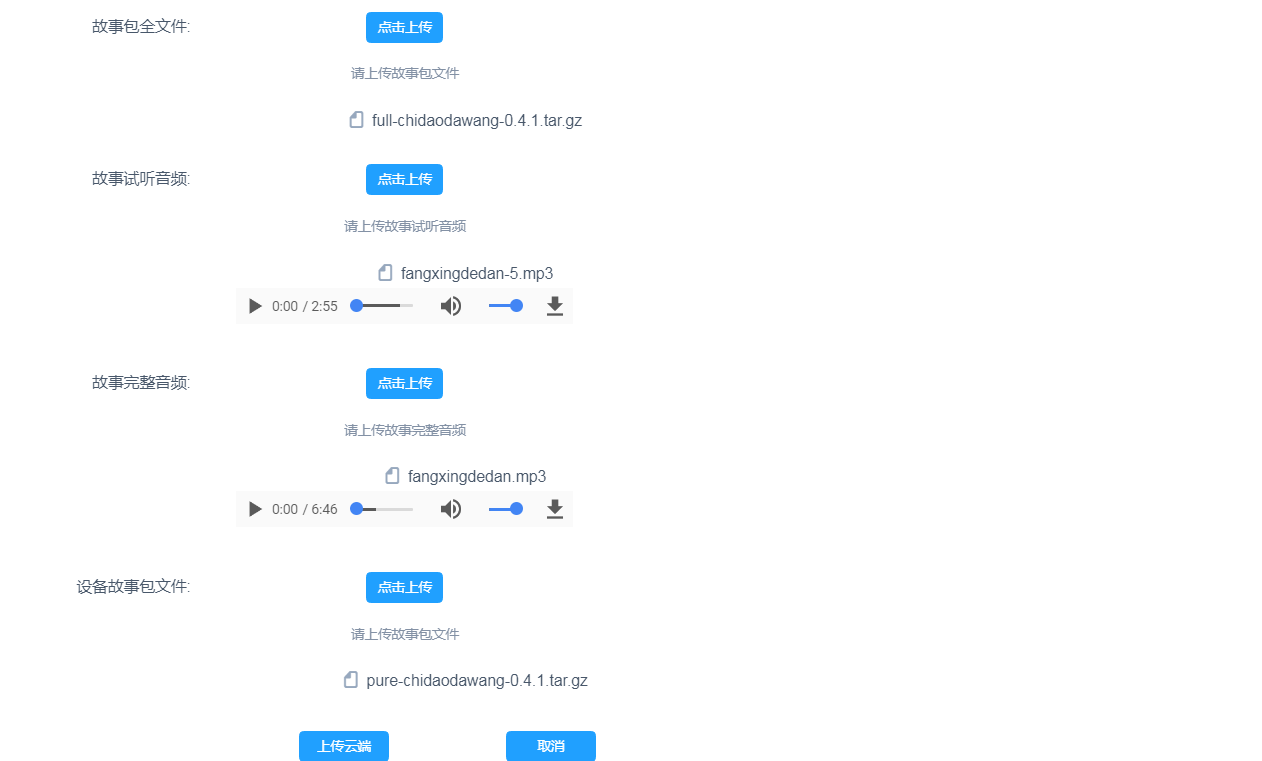 故事包全文件:
点击上传
请上传故事包文件
full-chidaodawang-0.4.1.tar.gz
故事试听音频:
点击上传
请上传故事试听音频
fangxingdedan-5.mp3
0:00 / 2:55
故事完整音频:
点击上传
请上传故事完整音频
fangxingdedan.mp3
0:00 / 6:46
设备故事包文件:
点击上传
请上传故事包文件
pure-chidaodawang-0.4.1.tar.gz
上传云端
取消